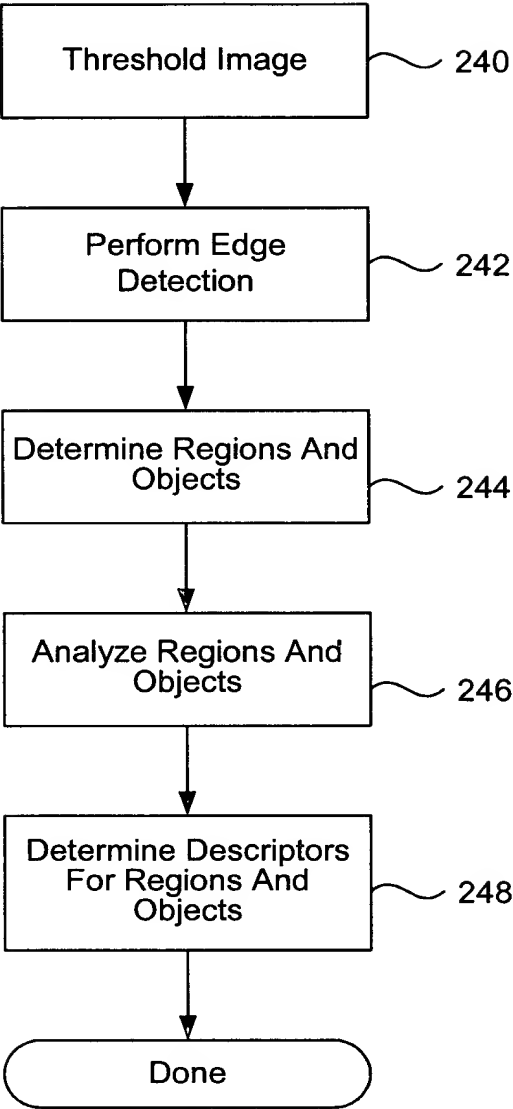 Threshold Image
240
Perform Edge
Detection
242
Determine Regions And
Objects
244
Analyze Regions And
Objects
246
Determine Descriptors
For Regions And
Objects
248
Done